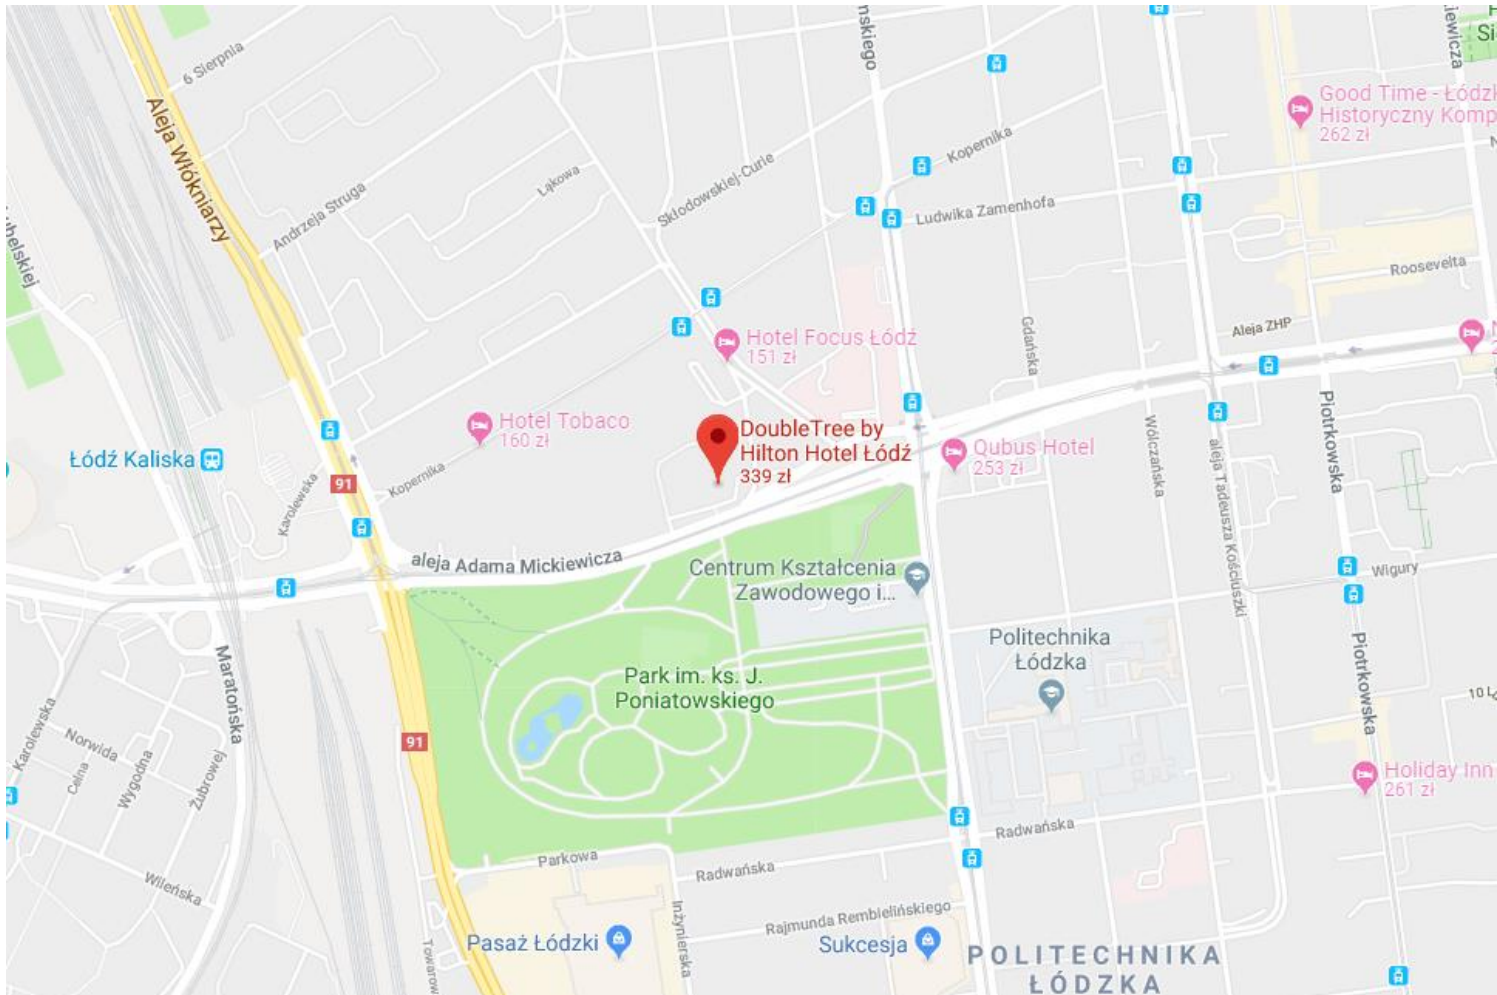 6 Sierpnia
Aleja Włókniarzy
Andrzeja Struga
Łąkowa
Skłodowskiej-Curie
Kopernika
Ludwika Zamenhofa
Good Time - Łódzk
Historyczny Komp
262 zł
Roosevelta
Aleja ZHP
Gdańska
Hotel Focus Łódź
151 zł
Hotel Tobaco
160 zł
DoubleTree by
Hilton Hotel Łódź
339 zł
Qubus Hotel
253 zł
Łódź Kaliska
91
Karolewska
Kopernika
Wólczańska
aleja Tadeusza Kościuszki
Piotrkowska
aleja Adama Mickiewicza
Centrum Kształcenia
Zawodowego i...
Wigury
Politechnika
Łódzka
Park im. ks. J.
Poniatowskiego
Piotrkowska
Maratońska
Karolewska
Norwida
Celna
Wygodna
Żubrowej
91
Holiday Inn
261 zł
Radwańska
Parkowa
Radwańska
Wileńska
Inżynierska
Rajmunda Rembielińskiego
Towarow
Pasaż Łódzki
Sukcesja
POLITECHNIKA
ŁÓDZKA